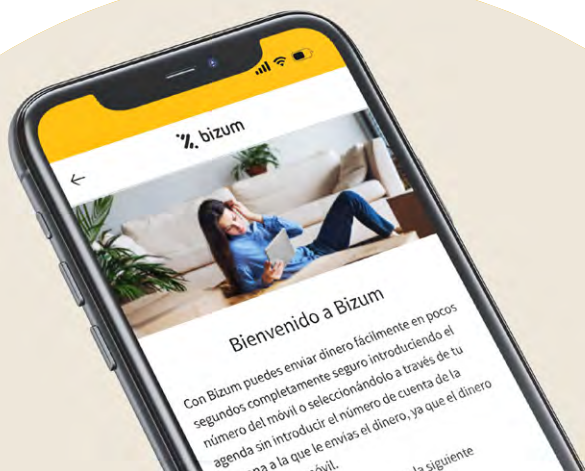 bizum
Bienvenido a Bizum
Con Bizum puedes enviar dinero fácilmente en pocos
segundos completamente seguro introduciendo el
número del móvil o seleccionándolo a través de tu
agenda sin introducir el número de cuenta de la
a la que le envías el dinero, ya que el dinero
móvil.
la siguiente